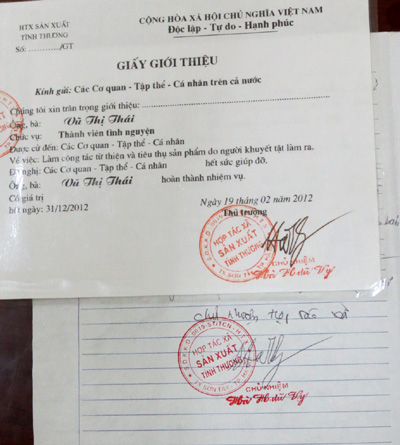 HTX SẢN XUẤT
TÌNH THƯƠNG
Số: ....../GT
CỘNG HÒA XÃ HỘI CHỦ NGHĨA VIỆT NAM
Độc lập - Tự do - Hạnh phúc
GIẤY GIỚI THIỆU
Kính gửi: Các Cơ quan - Tập thể - Cá nhân trên cả nước
Chúng tôi xin trân trọng giới thiệu:
Ông, bà: Vũ Thị Thái
Chức vụ: Thành viên tình nguyện
Được cử đến: Các Cơ quan - Tập thể - Cá nhân
Về việc: Làm công tác từ thiện và tiêu thụ sản phẩm do người khuyết tật làm ra.
Đề nghị: Các Cơ quan - Tập thể - Cá nhân hết sức giúp đỡ.
Ông, bà: Vũ Thị Thái hoàn thành nhiệm vụ.
Có giá trị
hết ngày: 31/12/2012
Ngày 19 tháng 02 năm 2012
Thủ trưởng
HỢP TÁC XÃ
SẢN XUẤT
TÌNH THƯƠNG
CHỦ NHIỆM
HỢP TÁC XÃ
SẢN XUẤT
TÌNH THƯƠNG
CHỦ NHIỆM